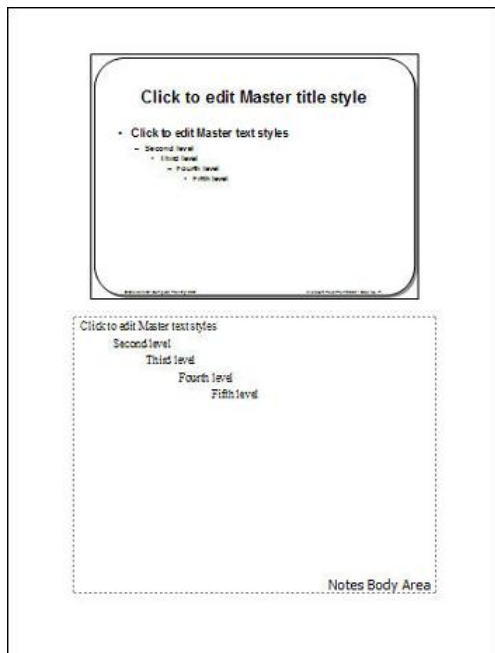 Click to edit Master title style
• Click to edit Master text styles
– Second level
• Third level
– Fourth level
• Fifth level
Click to edit Master text styles
Second level
Third level
Fourth level
Fifth level
Notes Body Area